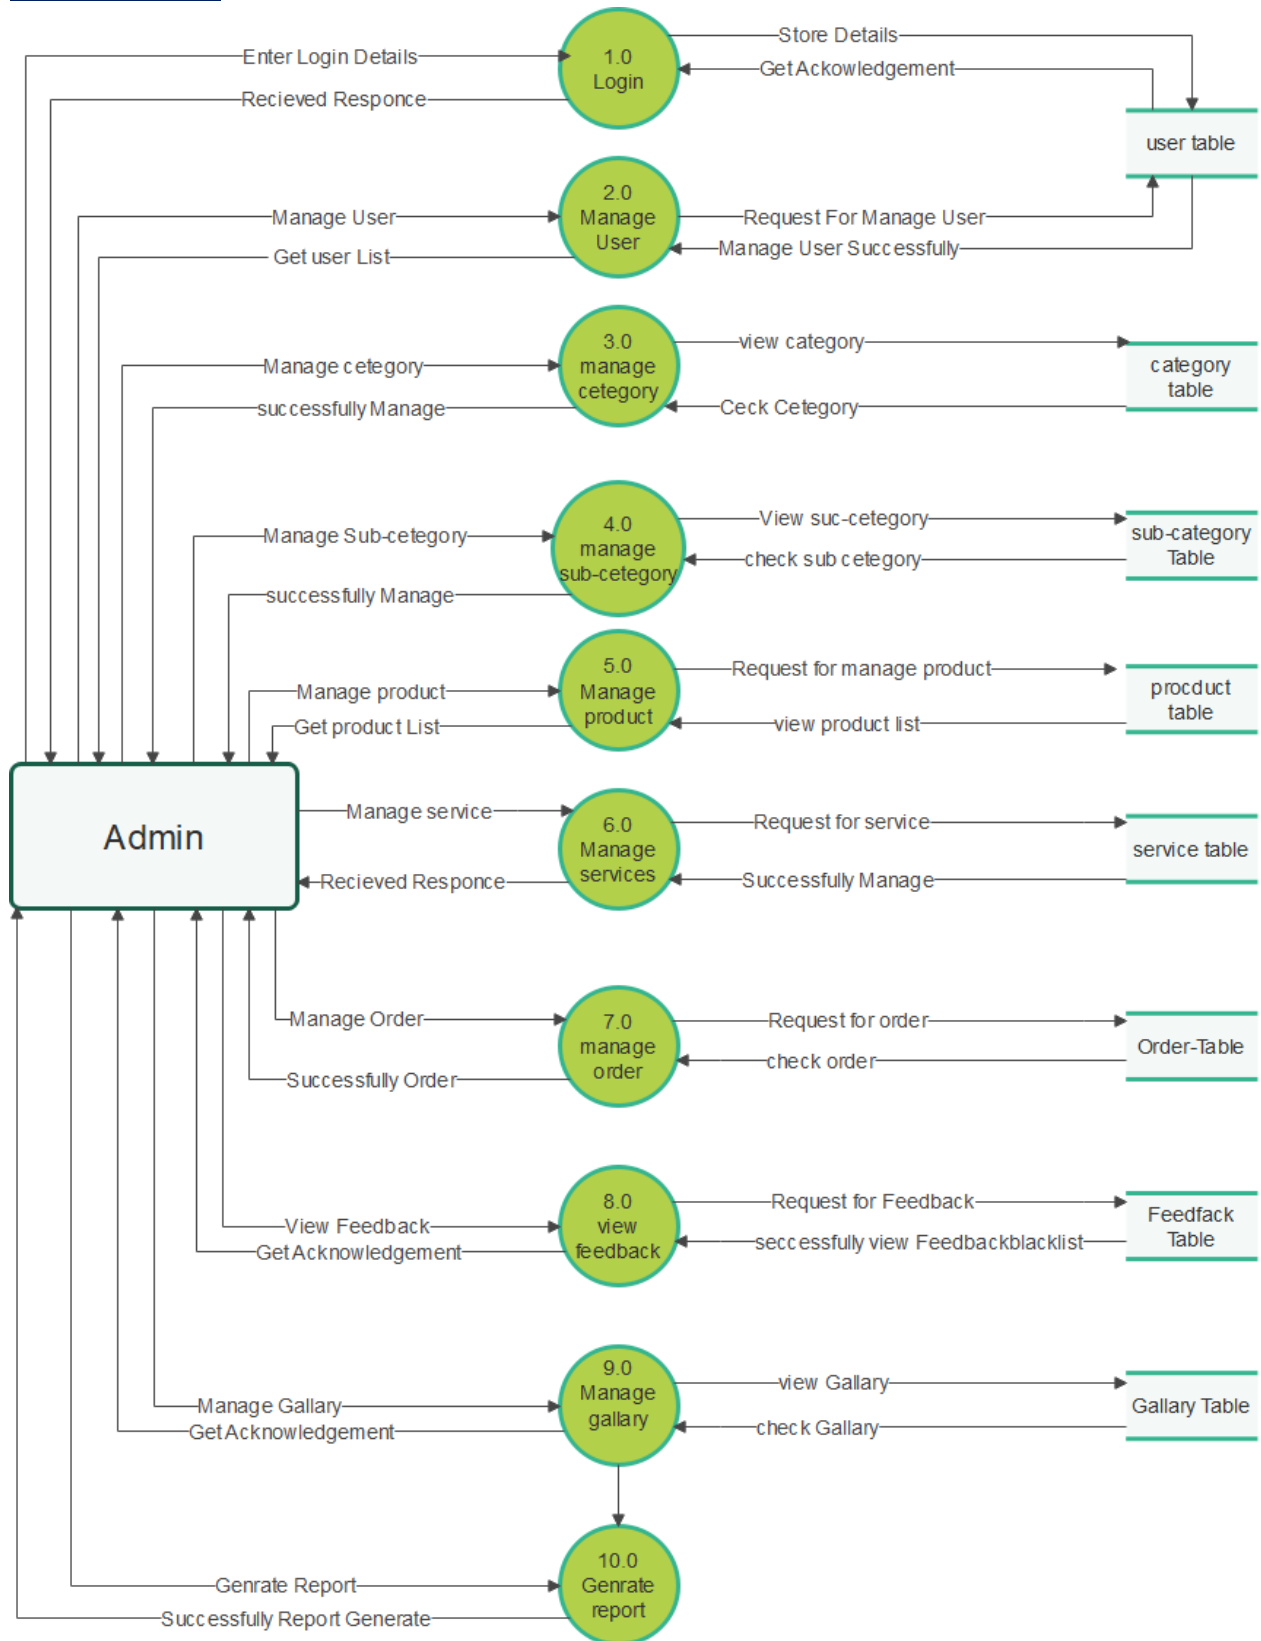 Enter Login Details
1.0
Login
Store Details
Get Ackowledgement
Recieved Responce
user table
Manage User
2.0
Manage
User
Request For Manage User
Manage User Successfully
Get user List
Manage cetegory
3.0
manage
cetegory
view category
Ceck Cetegory
category
table
successfully Manage
Manage Sub-cetegory
4.0
manage
sub-cetegory
View suc-cetegory
check sub cetegory
sub-category
Table
successfully Manage
Manage product
5.0
Manage
product
Request for manage product
view product list
procduct
table
Get product List
Admin
Manage service
6.0
Manage
services
Request for service
Successfully Manage
service table
Recieved Responce
Manage Order
7.0
manage
order
Request for order
check order
Order-Table
Successfully Order
View Feedback
8.0
view
feedback
Request for Feedback
seccessfully view Feedbackblacklist
Feedfack
Table
Get Acknowledgement
Manage Gallary
9.0
Manage
gallary
view Gallary
check Gallary
Gallary Table
Get Acknowledgement
Genrate Report
10.0
Genrate
report
Successfully Report Generate